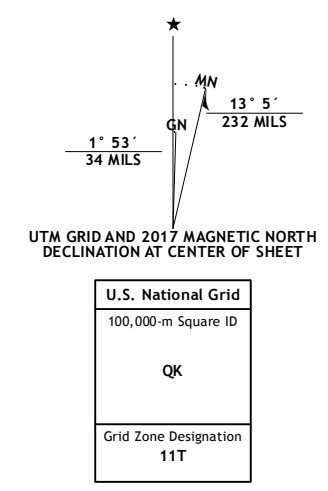 ★
MN
13° 5´
232 MILS
GN
1° 53´
34 MILS
UTM GRID AND 2017 MAGNETIC NORTH
DECLINATION AT CENTER OF SHEET
U.S. National Grid
100,000-m Square ID
QK
Grid Zone Designation
11T